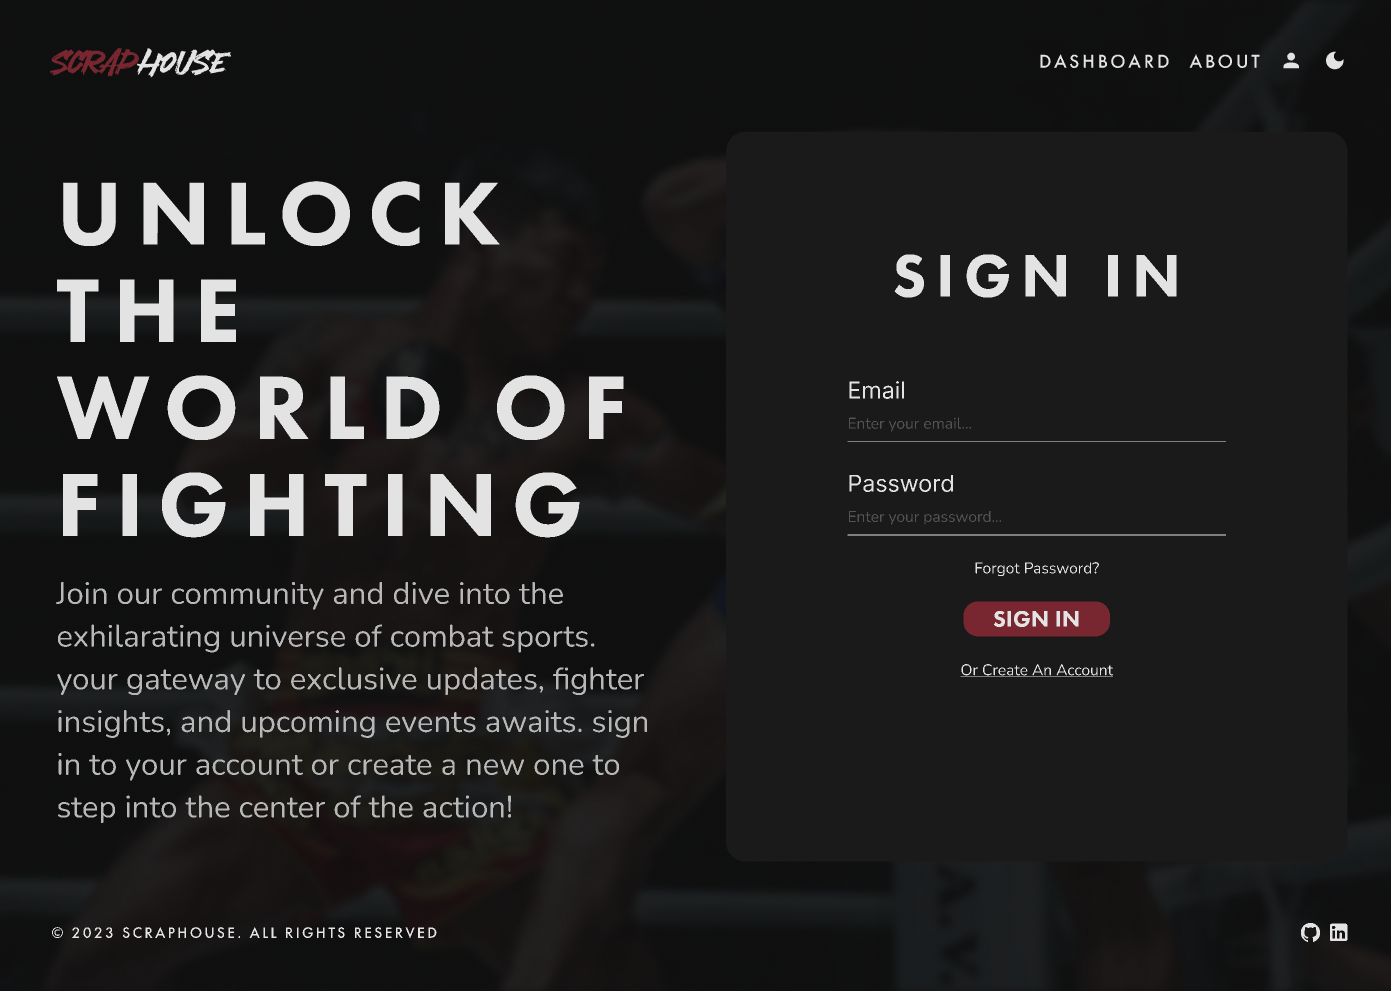 SCRAPHOUSE
DASHBOARD ABOUT
UNLOCK
THE
WORLD OF
FIGHTING
Join our community and dive into the
exhilarating universe of combat sports.
your gateway to exclusive updates, fighter
insights, and upcoming events awaits. sign
in to your account or create a new one to
step into the center of the action!
SIGN IN
Email
Enter your email...
Password
Enter your password...
Forgot Password?
SIGN IN
Or Create An Account
© 2023 SCRAPHOUSE. ALL RIGHTS RESERVED
in